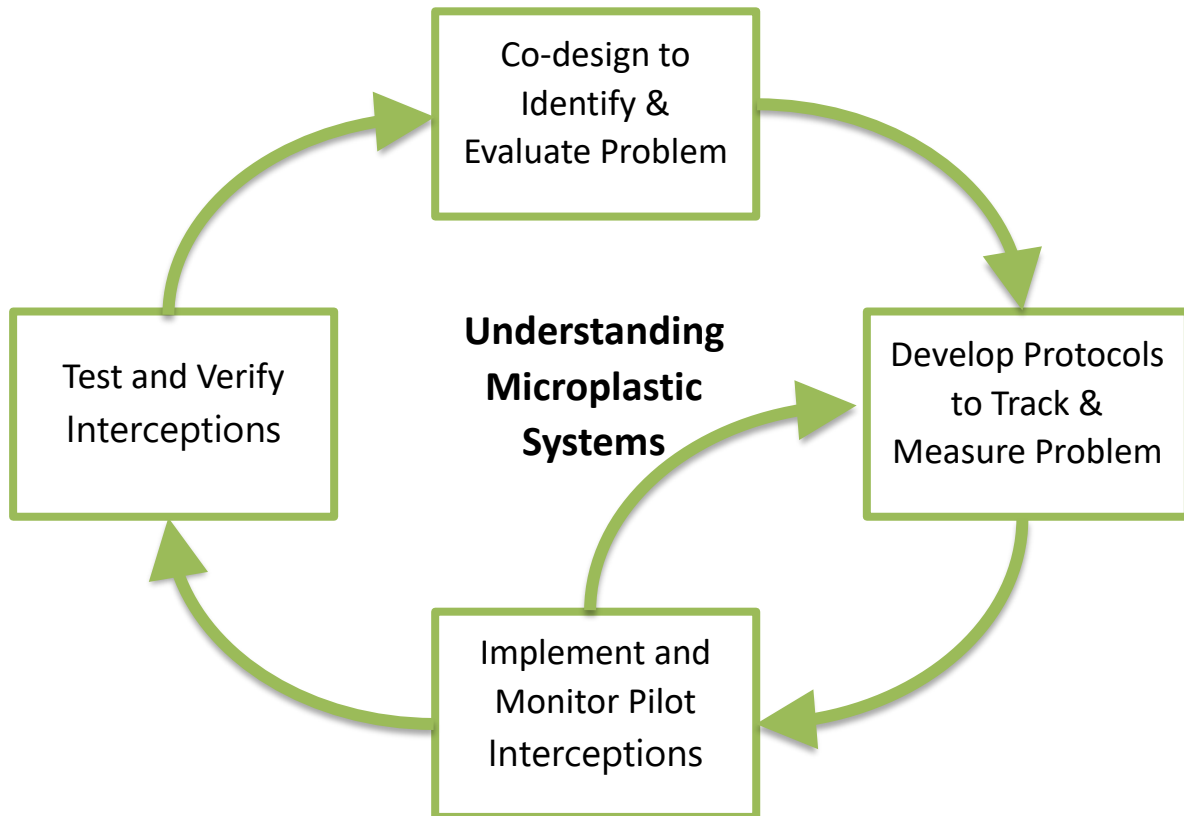 Co-design to
Identify &
Evaluate Problem
Understanding
Microplastic
Systems
Develop Protocols
to Track &
Measure Problem
Test and Verify
Interceptions
Implement and
Monitor Pilot
Interceptions